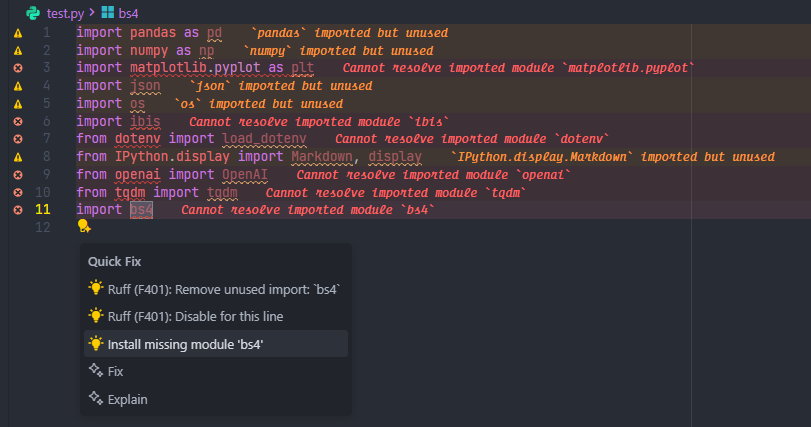 test.py > bs4
1 import pandas as pd `pandas` imported but unused
2 import numpy as np `numpy` imported but unused
3 import matplotlib.pyplot as plt Cannot resolve imported module `matplotlib.pyplot`
4 import json `json` imported but unused
5 import os `os` imported but unused
6 import ibis Cannot resolve imported module `ibis`
7 from dotenv import load_dotenv Cannot resolve imported module `dotenv`
8 from IPython.display import Markdown, display `IPython.display.Markdown` imported but unused
9 from openai import OpenAI Cannot resolve imported module `openai`
10 from tqdm import tqdm Cannot resolve imported module `tqdm`
11 import bs4 Cannot resolve imported module `bs4`
12
Quick Fix
Ruff (F401): Remove unused import: `bs4`
Ruff (F401): Disable for this line
Install missing module 'bs4'
Fix
Explain